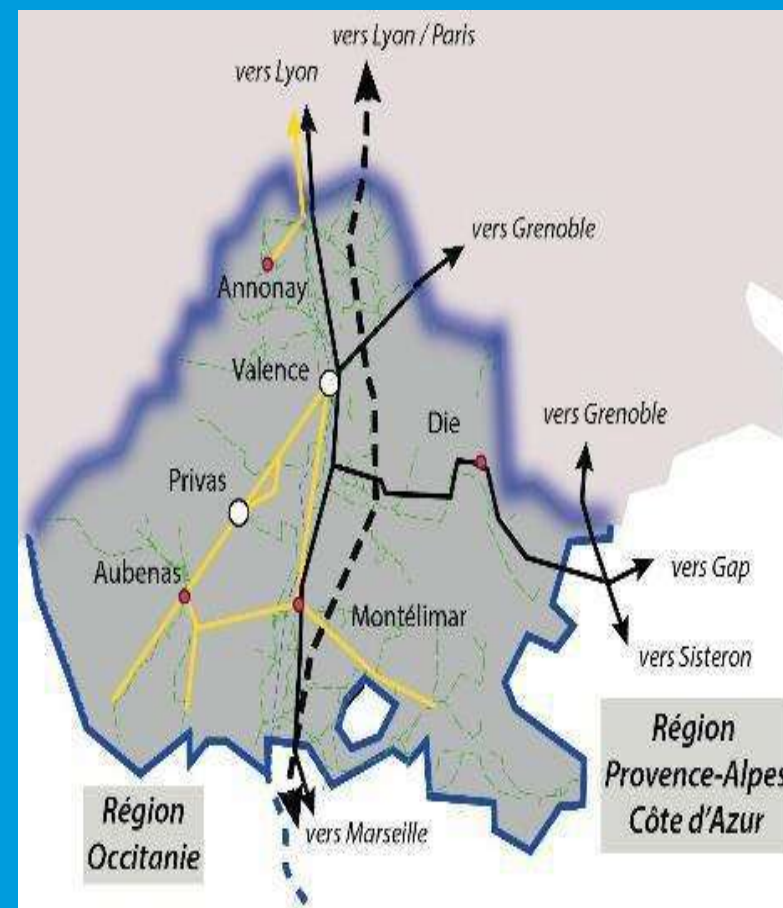 vers Lyon / Paris
vers Lyon
vers Grenoble
Annonay
Valence
vers Grenoble
Die
Privas
Aubenas
vers Gap
Montélimar
vers Sisteron
Région
Provence-Alpes
Côte d'Azur
Région
Occitanie
vers Marseille